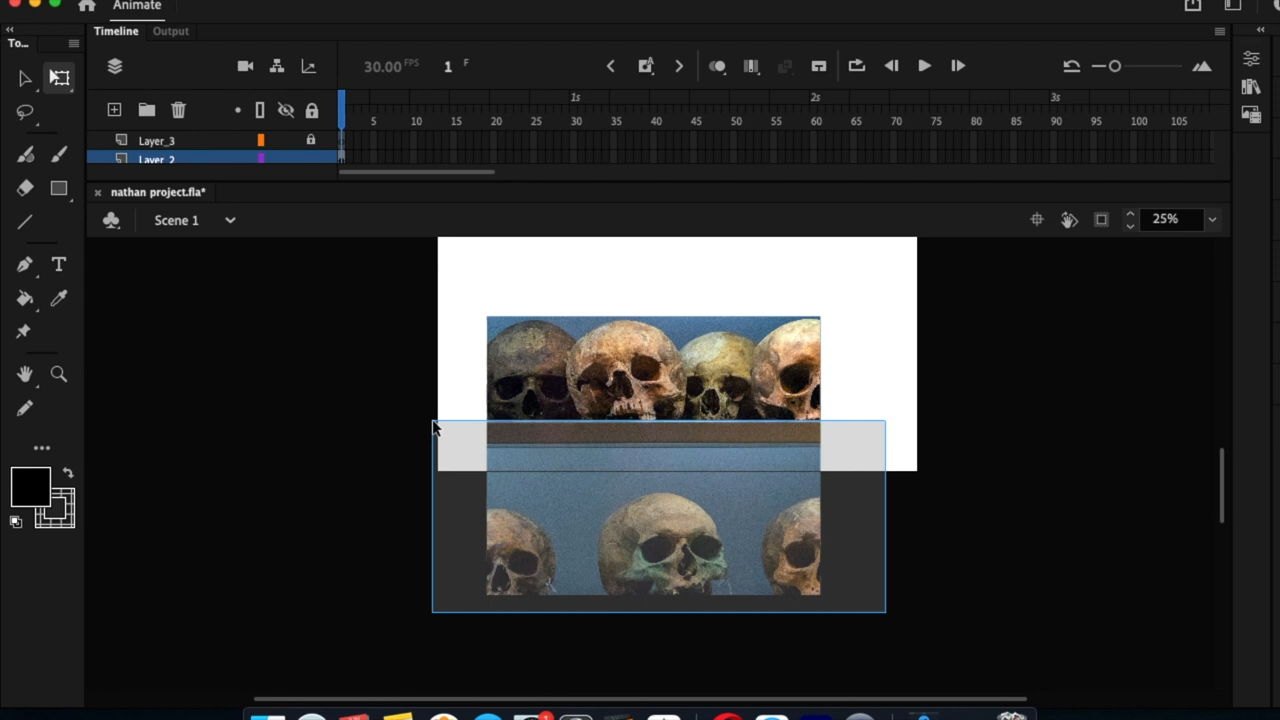 Animate
Timeline Output
To...
30.00 FPS 1 F
1s 2s 3s
5 10 15 20 25 30 35 40 45 50 55 60 65 70 75 80 85 90 95 100 105
Layer_3
Layer_2
× nathan project.fla*
Scene 1
25%